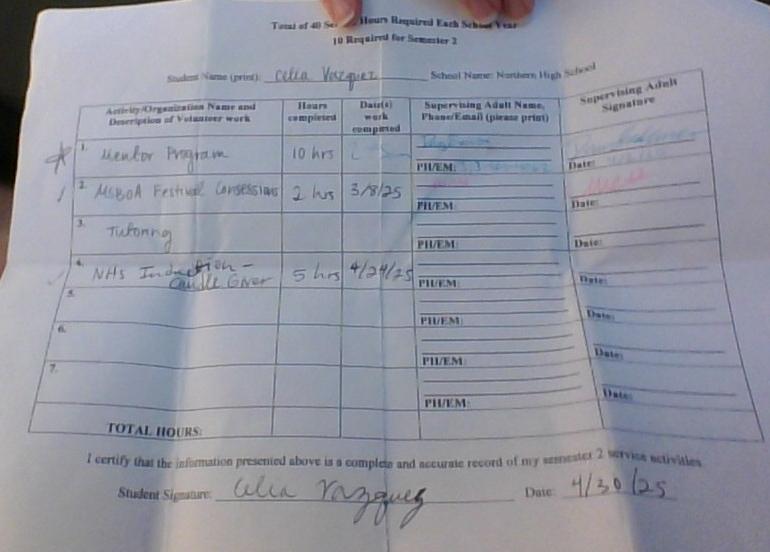 Total of 40 Ser Hours Required Each School Year
10 Required for Semester 2
Student Name (print): Celia Vazquez School Name: Northern High School
Activity/Organization Name and Description of Volunteer work
Hours completed
Date(s) work completed
Supervising Adult Name, Phone/Email (please print)
Supervising Adult Signature
1. Mentor Program 10 hrs
PH/EM: Date:
2. MSBOA Festival Consessions 2 hrs 3/8/25
PH/EM: Date:
3. Tutoring
PH/EM: Date:
4. NHS Induction - Candle Giver 5 hrs 4/24/25
PH/EM: Date:
5.
PH/EM: Date:
6.
PH/EM: Date:
7.
PH/EM: Date:
TOTAL HOURS:
I certify that the information presented above is a complete and accurate record of my semester 2 service activities
Student Signature: Celia Vazquez Date: 4/30/25